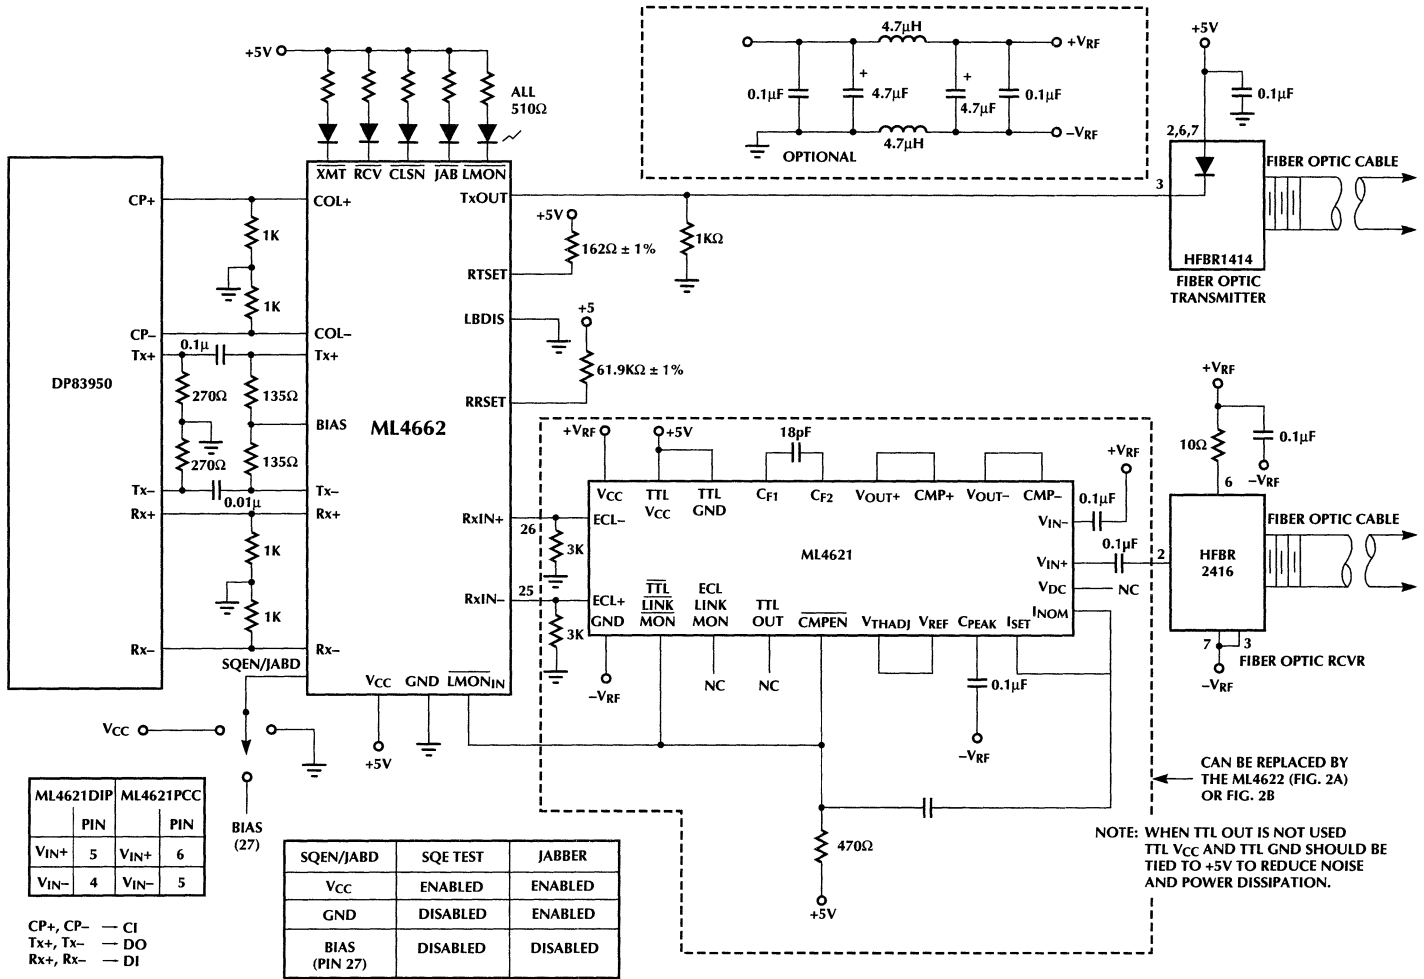 +5V
ALL
510Ω
4.7µH
+VRF
0.1µF
+
4.7µF
+
4.7µF
0.1µF
4.7µH
–VRF
OPTIONAL
+5V
0.1µF
2,6,7
3
HFBR1414
FIBER OPTIC
TRANSMITTER
FIBER OPTIC CABLE
DP83950
CP+
CP–
Tx+
Tx–
Rx+
Rx–
1K
1K
0.1µ
270Ω
270Ω
135Ω
135Ω
0.01µ
1K
1K
SQEN/JABD
XMT RCV CLSN JAB LMON
COL+
COL–
Tx+
BIAS
Tx–
Rx+
Rx–
ML4662
TxOUT
RTSET
LBDIS
RRSET
RxIN+
RxIN–
VCC GND LMONIN
+5V
+5V
162Ω ± 1%
1KΩ
+5
61.9KΩ ± 1%
26
25
3K
3K
+VRF
+5V
18pF
VCC
TTL
VCC
TTL
GND
CF1
CF2
VOUT+
CMP+
VOUT–
CMP–
ECL–
ECL+
GND
ML4621
VIN–
VIN+
VDC
INOM
TTL
LINK
MON
ECL
LINK
MON
TTL
OUT
CMPEN
VTHADJ
VREF
CPEAK
ISET
–VRF
NC
NC
0.1µF
–VRF
NC
+VRF
0.1µF
0.1µF
2
+VRF
10Ω
0.1µF
–VRF
6
HFBR
2416
7
3
–VRF
FIBER OPTIC RCVR
FIBER OPTIC CABLE
470Ω
+5V
CAN BE REPLACED BY
THE ML4622 (FIG. 2A)
OR FIG. 2B
NOTE: WHEN TTL OUT IS NOT USED
TTL VCC AND TTL GND SHOULD BE
TIED TO +5V TO REDUCE NOISE
AND POWER DISSIPATION.
VCC
BIAS
(27)
ML4621DIP ML4621PCC
PIN PIN
VIN+ 5 VIN+ 6
VIN– 4 VIN– 5
CP+, CP– → CI
Tx+, Tx– → DO
Rx+, Rx– → DI
SQEN/JABD SQE TEST JABBER
VCC ENABLED ENABLED
GND DISABLED ENABLED
BIAS
(PIN 27) DISABLED DISABLED